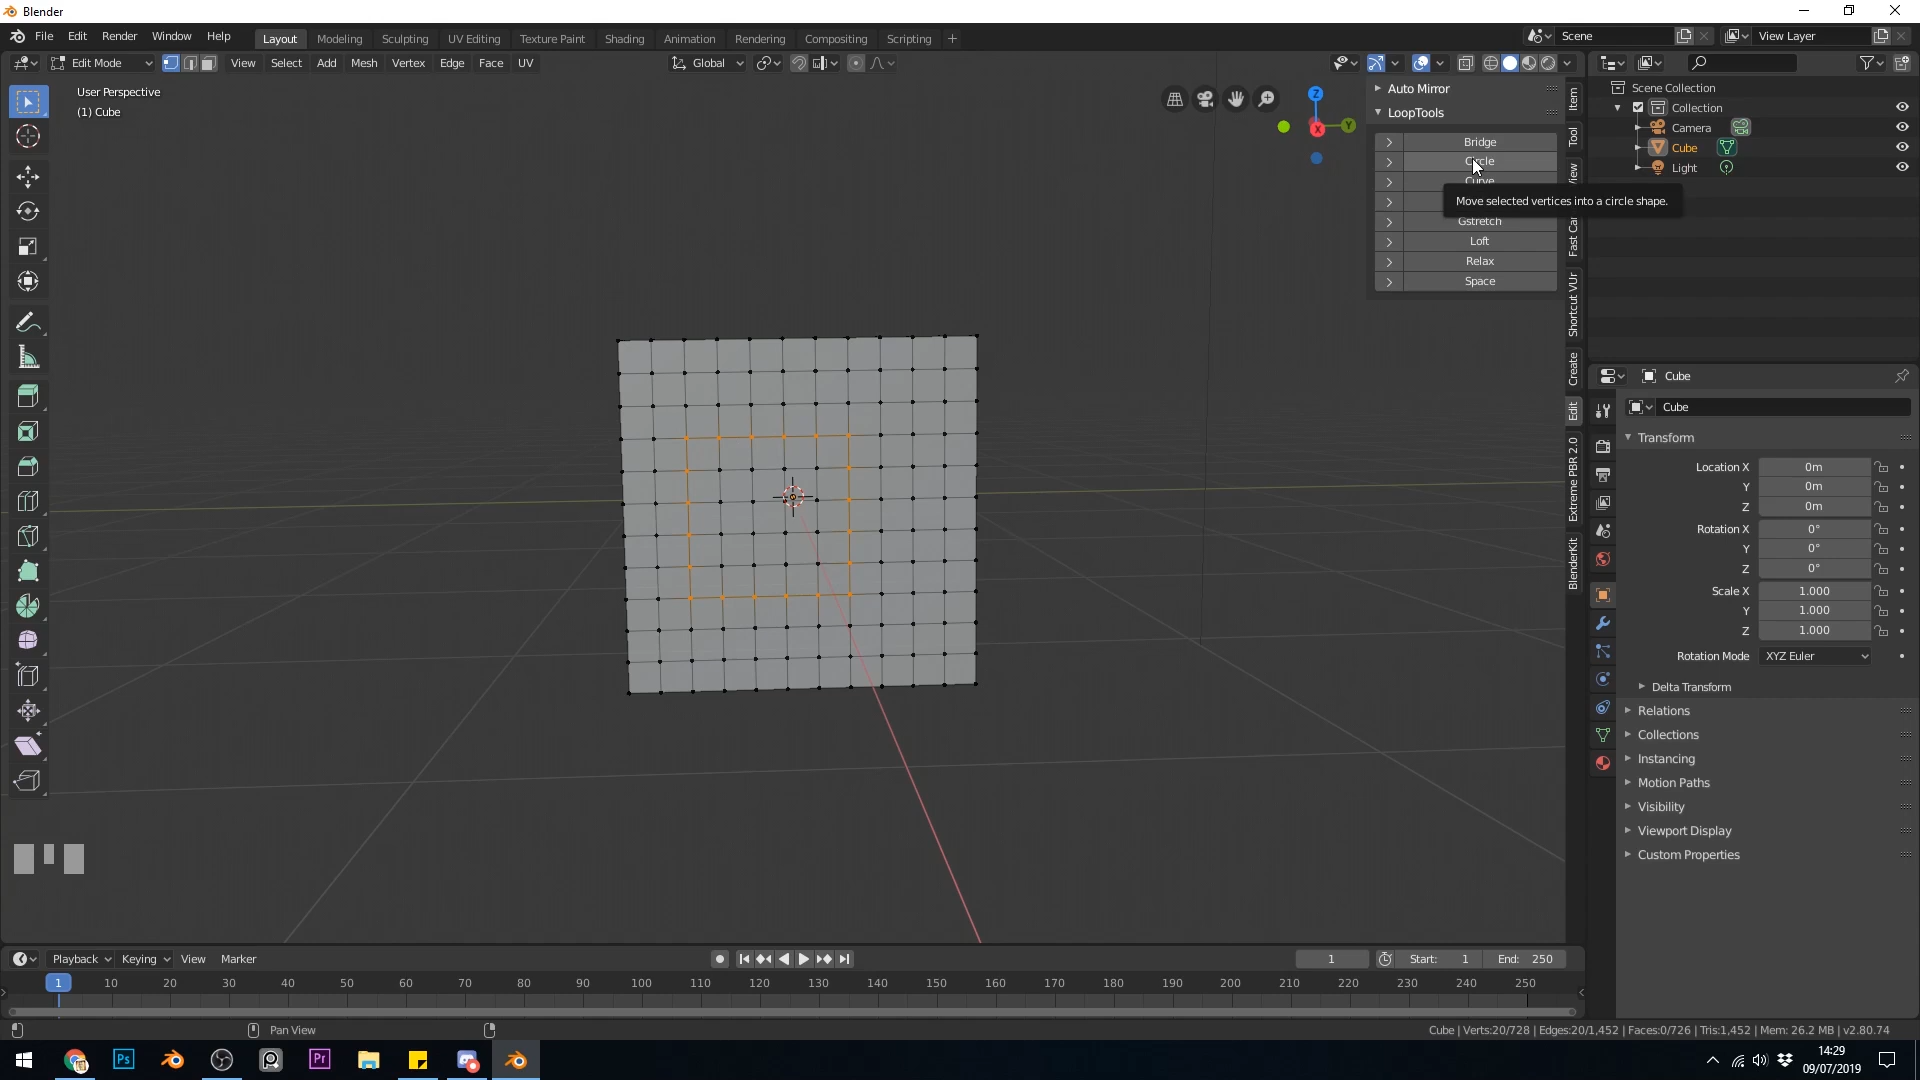 Blender
File Edit Render Window Help
Layout Modeling Sculpting UV Editing Texture Paint Shading Animation Rendering Compositing Scripting +
Scene
View Layer
Edit Mode View Select Add Mesh Vertex Edge Face UV
Global
User Perspective
(1) Cube
Z
Y
X
Auto Mirror
LoopTools
Bridge
Circle
Curve
Move selected vertices into a circle shape.
Gstretch
Loft
Relax
Space
Item
Tool
View
Fast Car
Shortcut VUr
Create
Edit
Extreme PBR 2.0
BlenderKit
Scene Collection
Collection
Camera
Cube
Light
Cube
Cube
Transform
Location X 0m
Y 0m
Z 0m
Rotation X 0°
Y 0°
Z 0°
Scale X 1.000
Y 1.000
Z 1.000
Rotation Mode XYZ Euler
Delta Transform
Relations
Collections
Instancing
Motion Paths
Visibility
Viewport Display
Custom Properties
Playback Keying View Marker
1 Start: 1 End: 250
1 10 20 30 40 50 60 70 80 90 100 110 120 130 140 150 160 170 180 190 200 210 220 230 240 250
Pan View
Cube | Verts:20/728 | Edges:20/1,452 | Faces:0/726 | Tris:1,452 | Mem: 26.2 MB | v2.80.74
Ps
Pr
14:29
09/07/2019